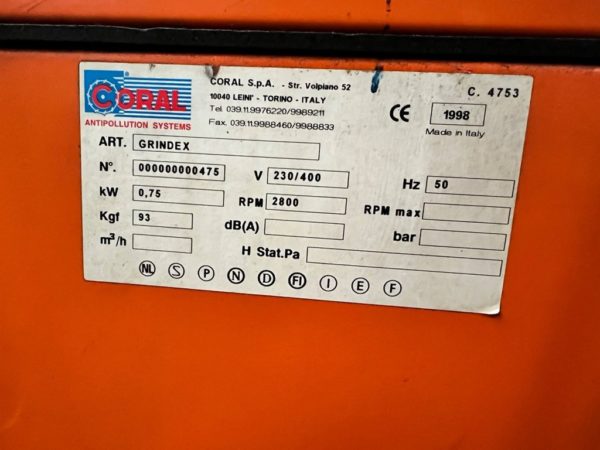 CORAL
ANTIPOLLUTION SYSTEMS
CORAL S.p.A. - Str. Volpiano 52
10040 LEINI' - TORINO - ITALY
Tel. 039.11.9976220/9989211
Fax. 039.11.9988460/9988833
C. 4753
CE 1998
Made in Italy
ART. GRINDEX
N°. 000000000475 V 230/400 Hz 50
kW 0,75 RPM 2800 RPM max
Kgf 93 dB(A) bar
m³/h H Stat.Pa
NL S P N D FI I E F